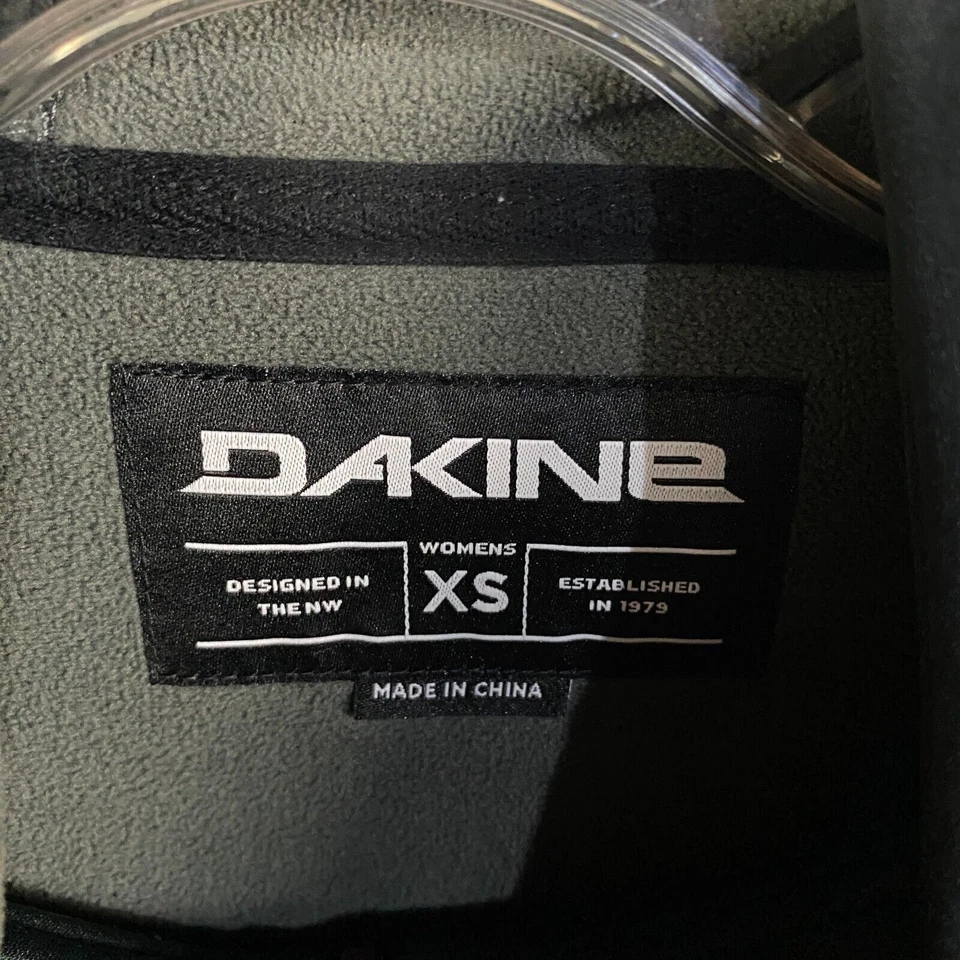 DAKINE
WOMENS
XS
DESIGNED IN
THE NW
ESTABLISHED
IN 1979
MADE IN CHINA